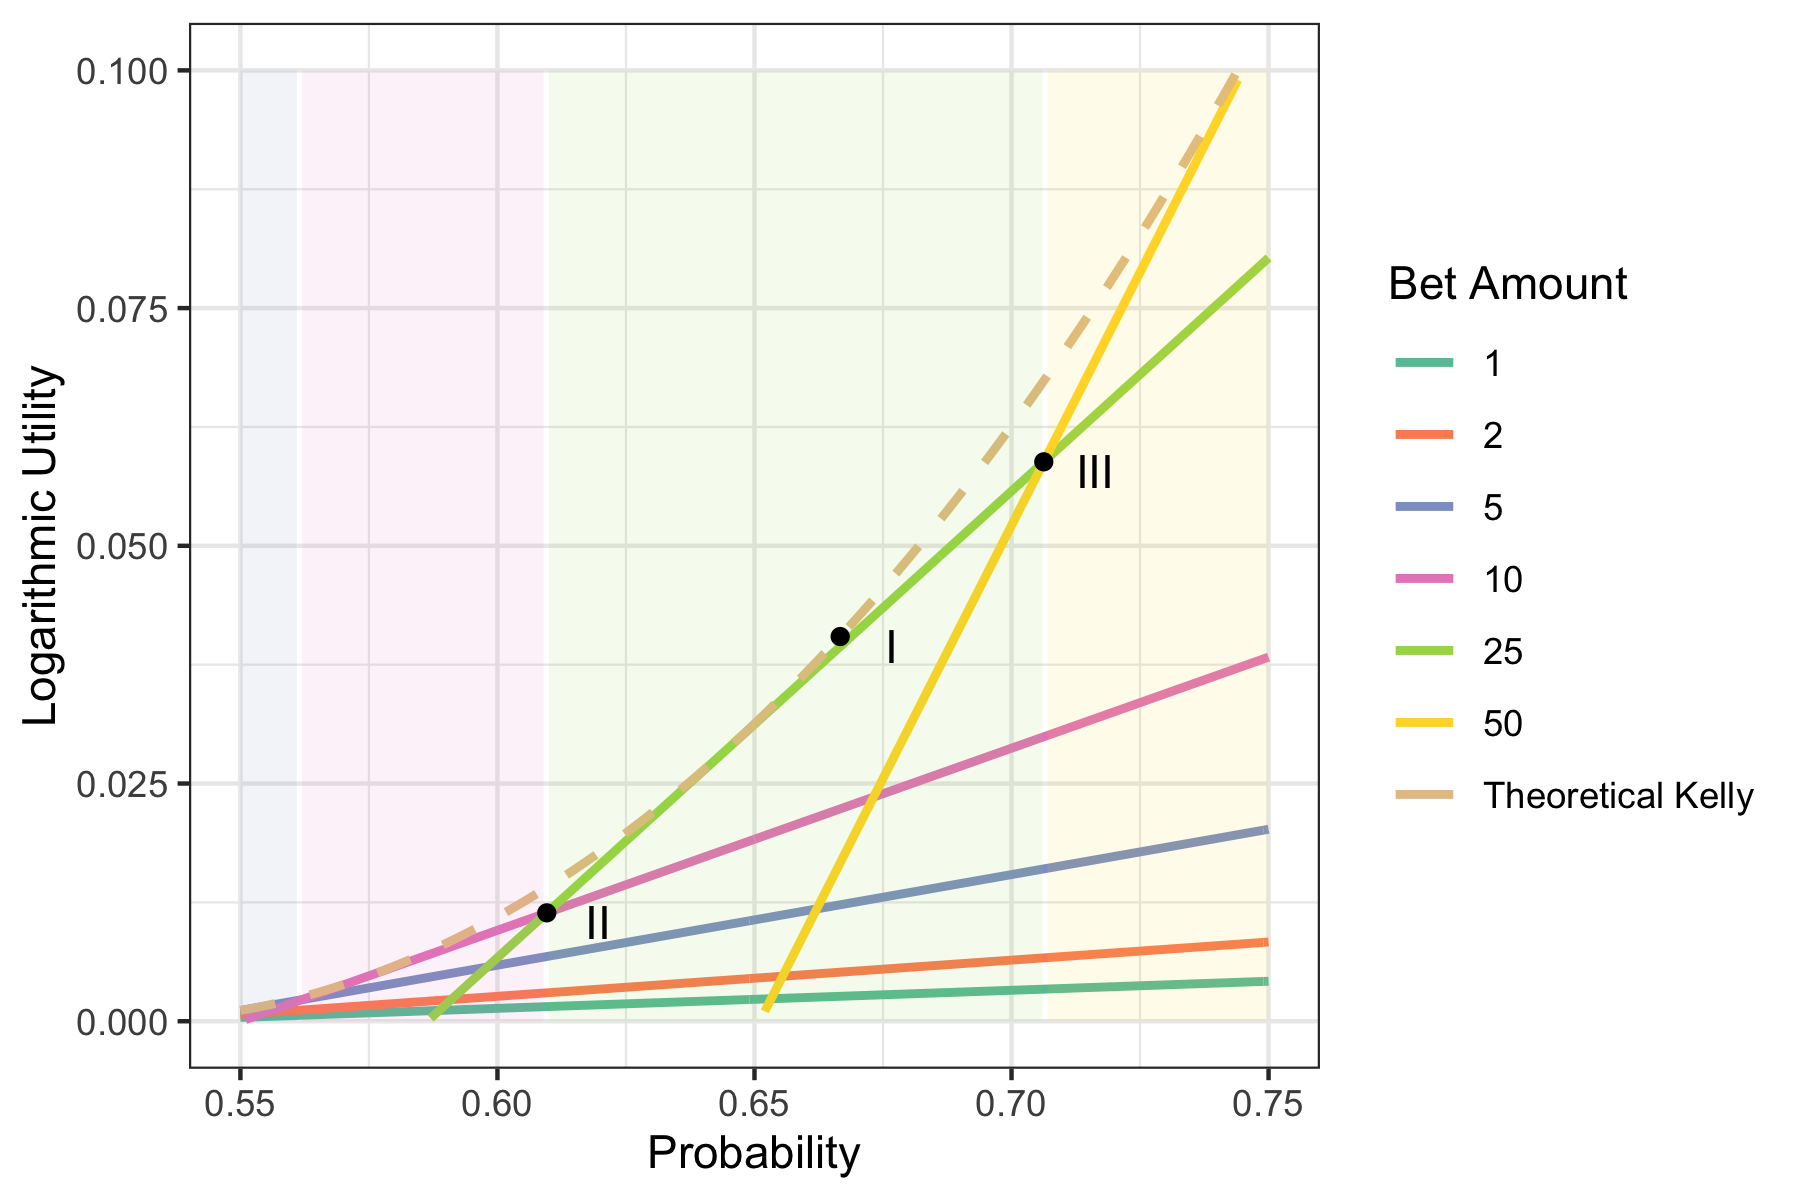 0.100
0.075
0.050
0.025
0.000
Logarithmic Utility
III
I
II
0.55 0.60 0.65 0.70 0.75
Probability
Bet Amount
1
2
5
10
25
50
Theoretical Kelly